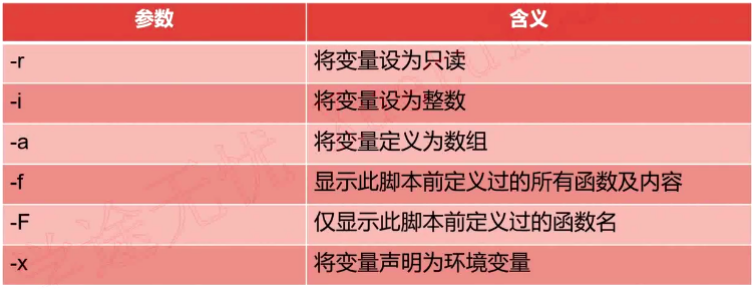 参数 含义
-r 将变量设为只读
-i 将变量设为整数
-a 将变量定义为数组
-f 显示此脚本前定义过的所有函数及内容
-F 仅显示此脚本前定义过的函数名
-x 将变量声明为环境变量